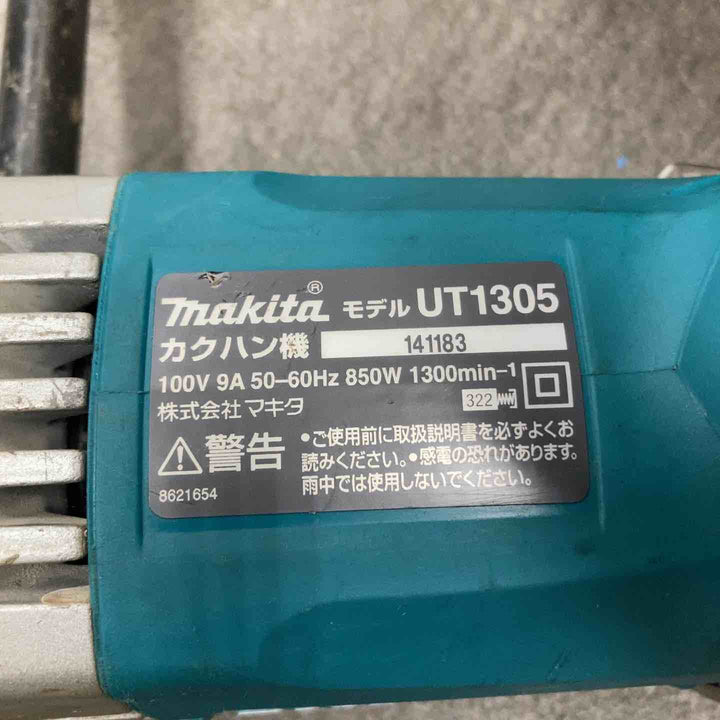 makita® モデル UT1305
カクハン機 141183
100V 9A 50–60Hz 850W 1300min-1
株式会社 マキタ 322
警告 •ご使用前に取扱説明書を必ずよくお
読みください。•感電の恐れがあります。
雨中では使用しないでください。
8621654